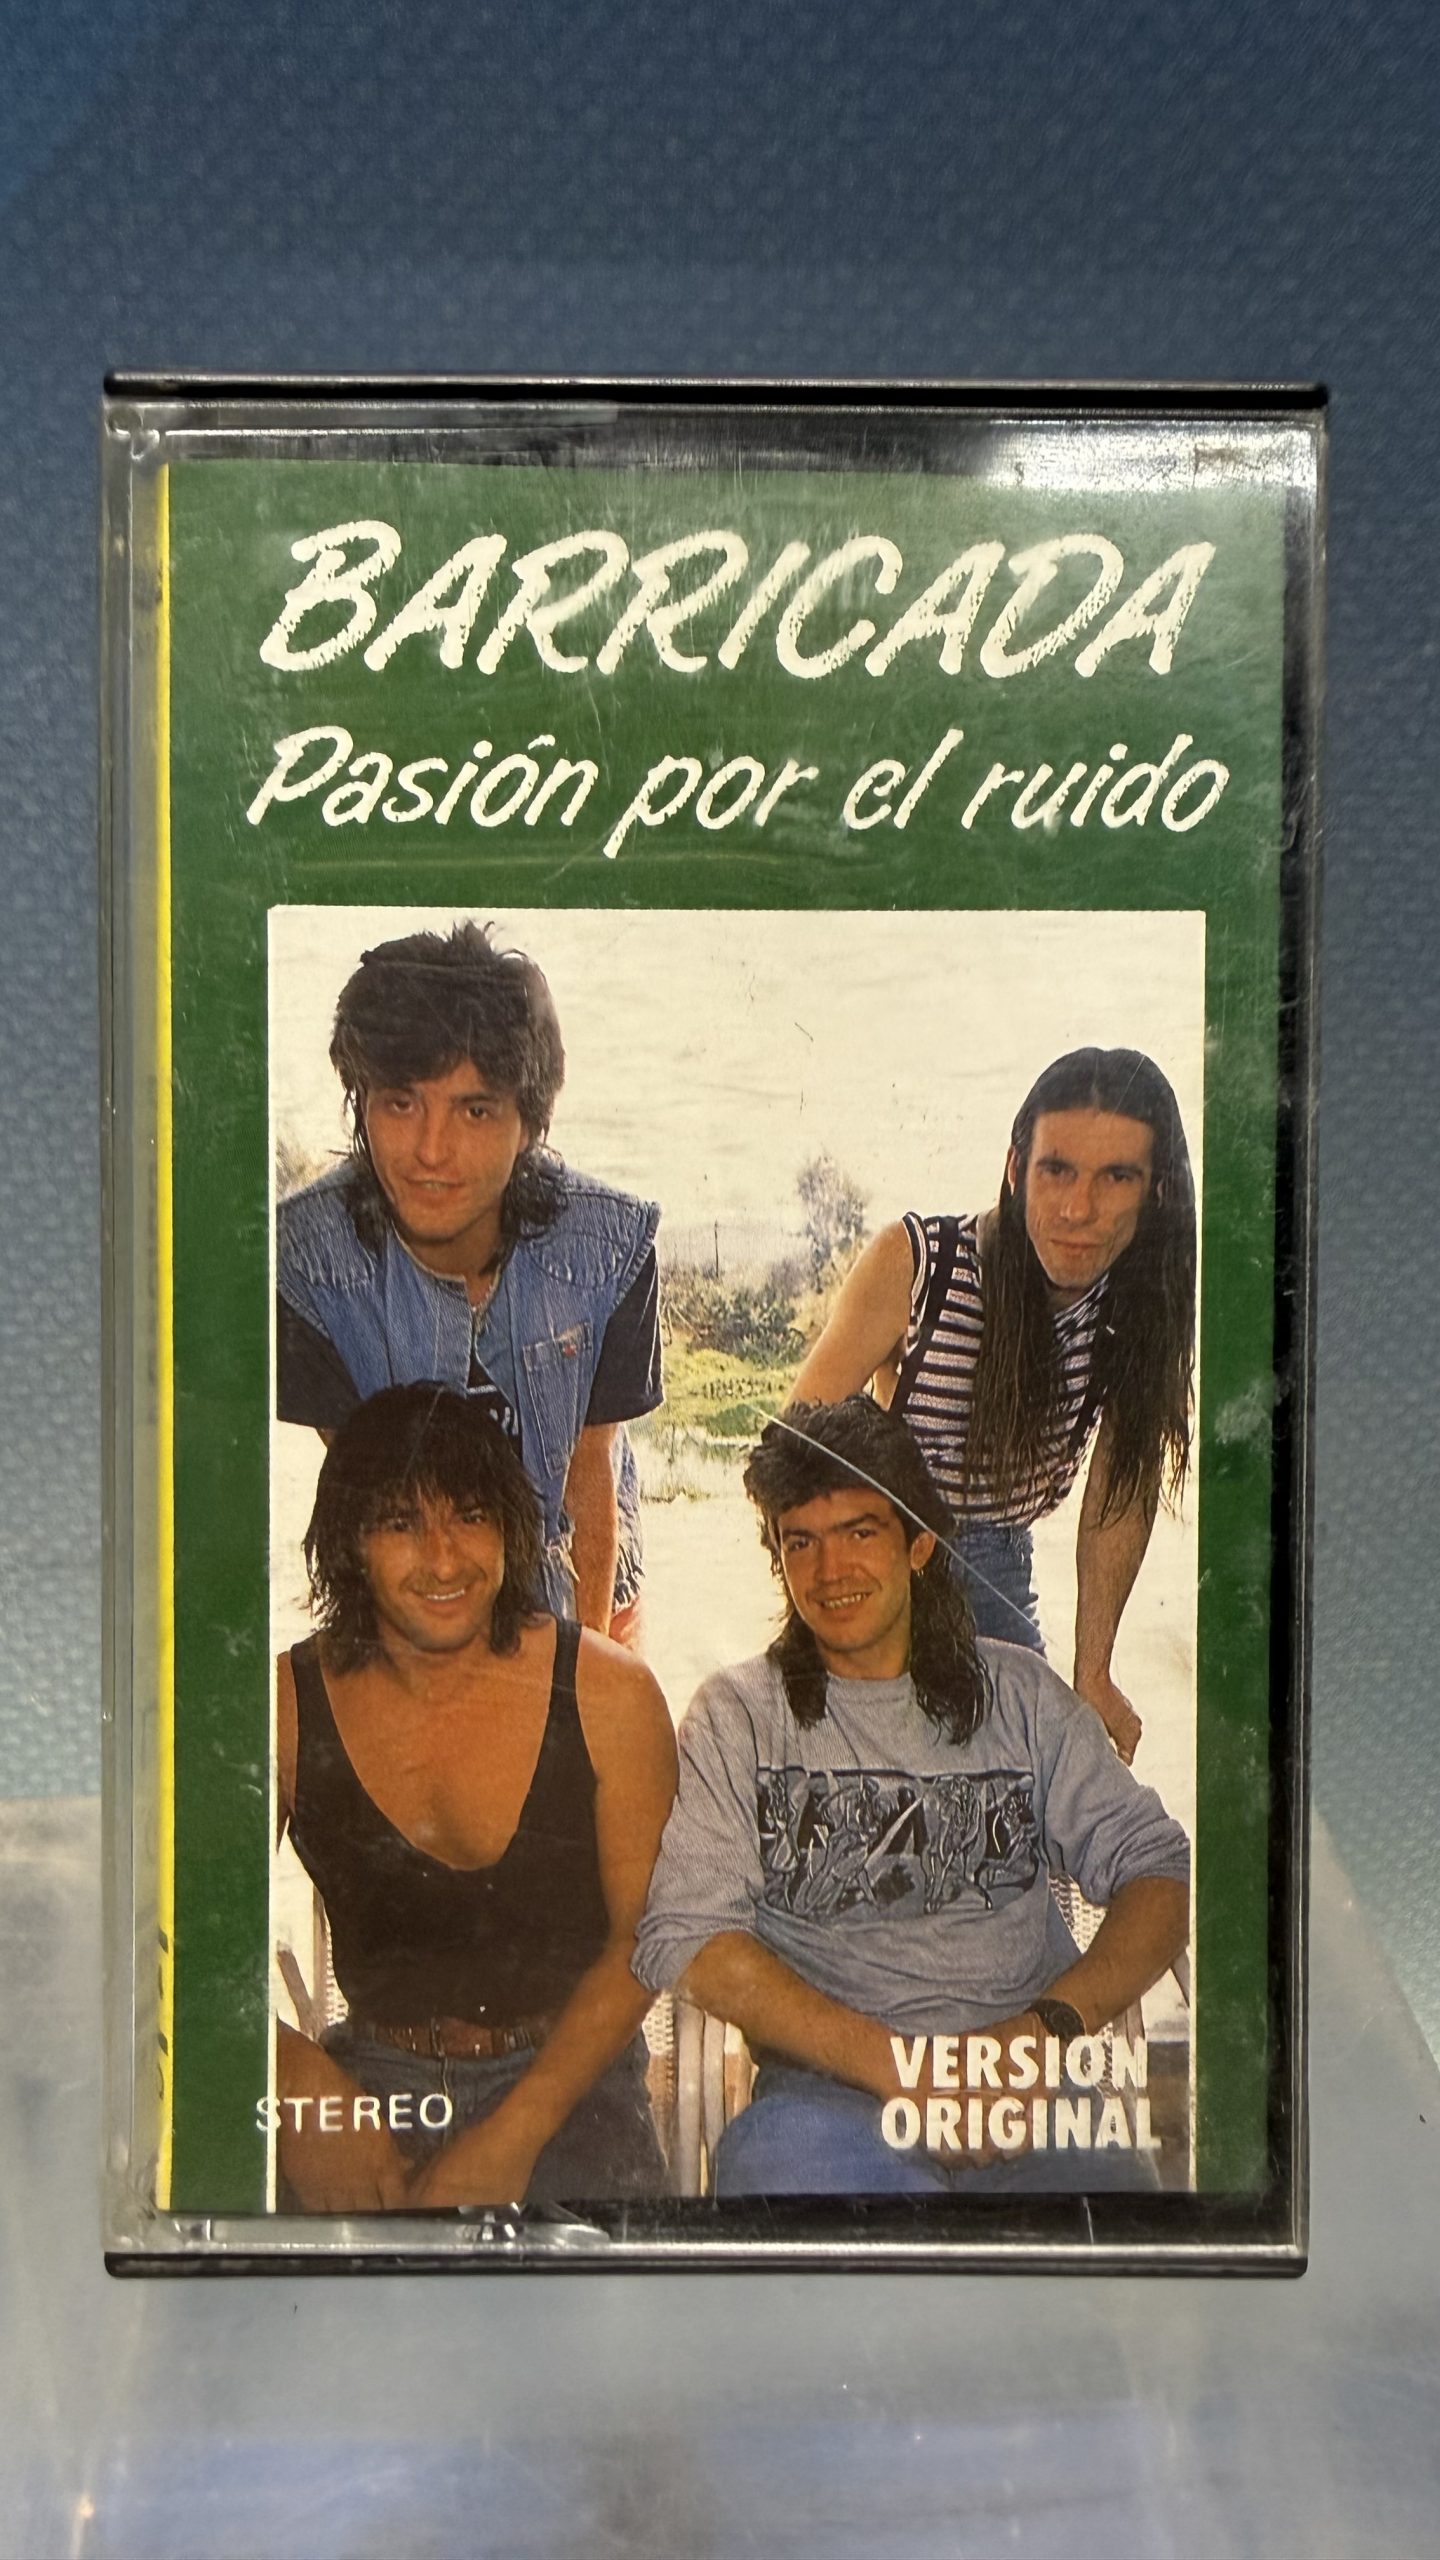 BARRICADA
Pasión por el ruido
STEREO
VERSION
ORIGINAL